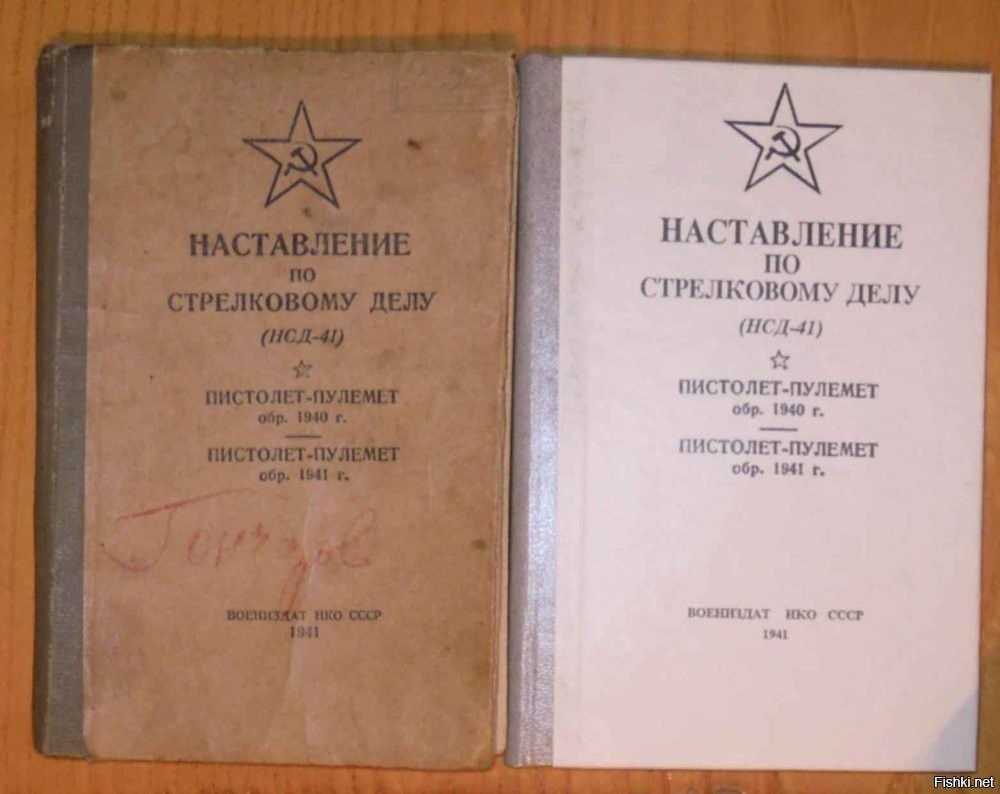 НАСТАВЛЕНИЕ
ПО
СТРЕЛКОВОМУ ДЕЛУ
(НСД-41)
ПИСТОЛЕТ-ПУЛЕМЕТ
обр. 1940 г.
ПИСТОЛЕТ-ПУЛЕМЕТ
обр. 1941 г.
Гончаров
ВОЕНИЗДАТ НКО СССР
1941
НАСТАВЛЕНИЕ
ПО
СТРЕЛКОВОМУ ДЕЛУ
(НСД-41)
ПИСТОЛЕТ-ПУЛЕМЕТ
обр. 1940 г.
ПИСТОЛЕТ-ПУЛЕМЕТ
обр. 1941 г.
ВОЕНИЗДАТ НКО СССР
1941
Fishki.net